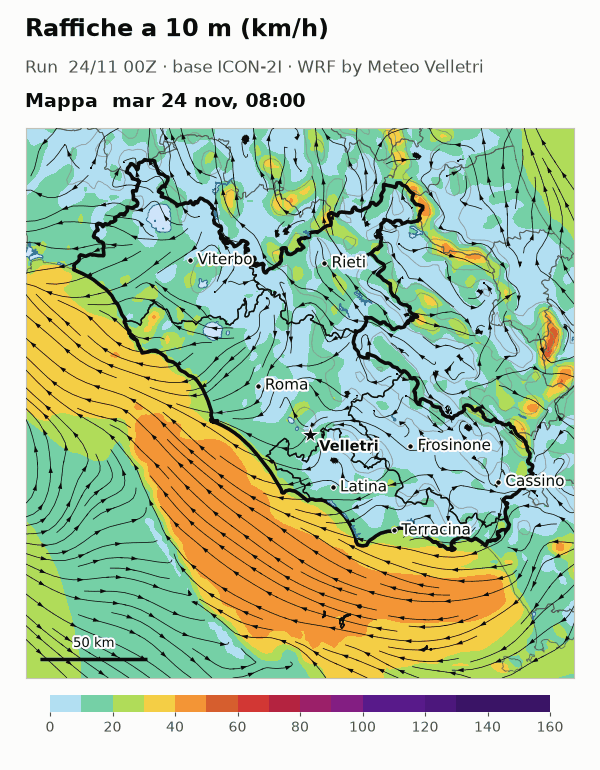 Raffiche a 10 m (km/h)
Run  24/11 00Z · base ICON-2I · WRF by Meteo Velletri
Mappa  mar 24 nov, 08:00
Viterbo
Rieti
Roma
Velletri
Frosinone
Cassino
Latina
Terracina
50 km
0 20 40 60 80 100 120 140 160